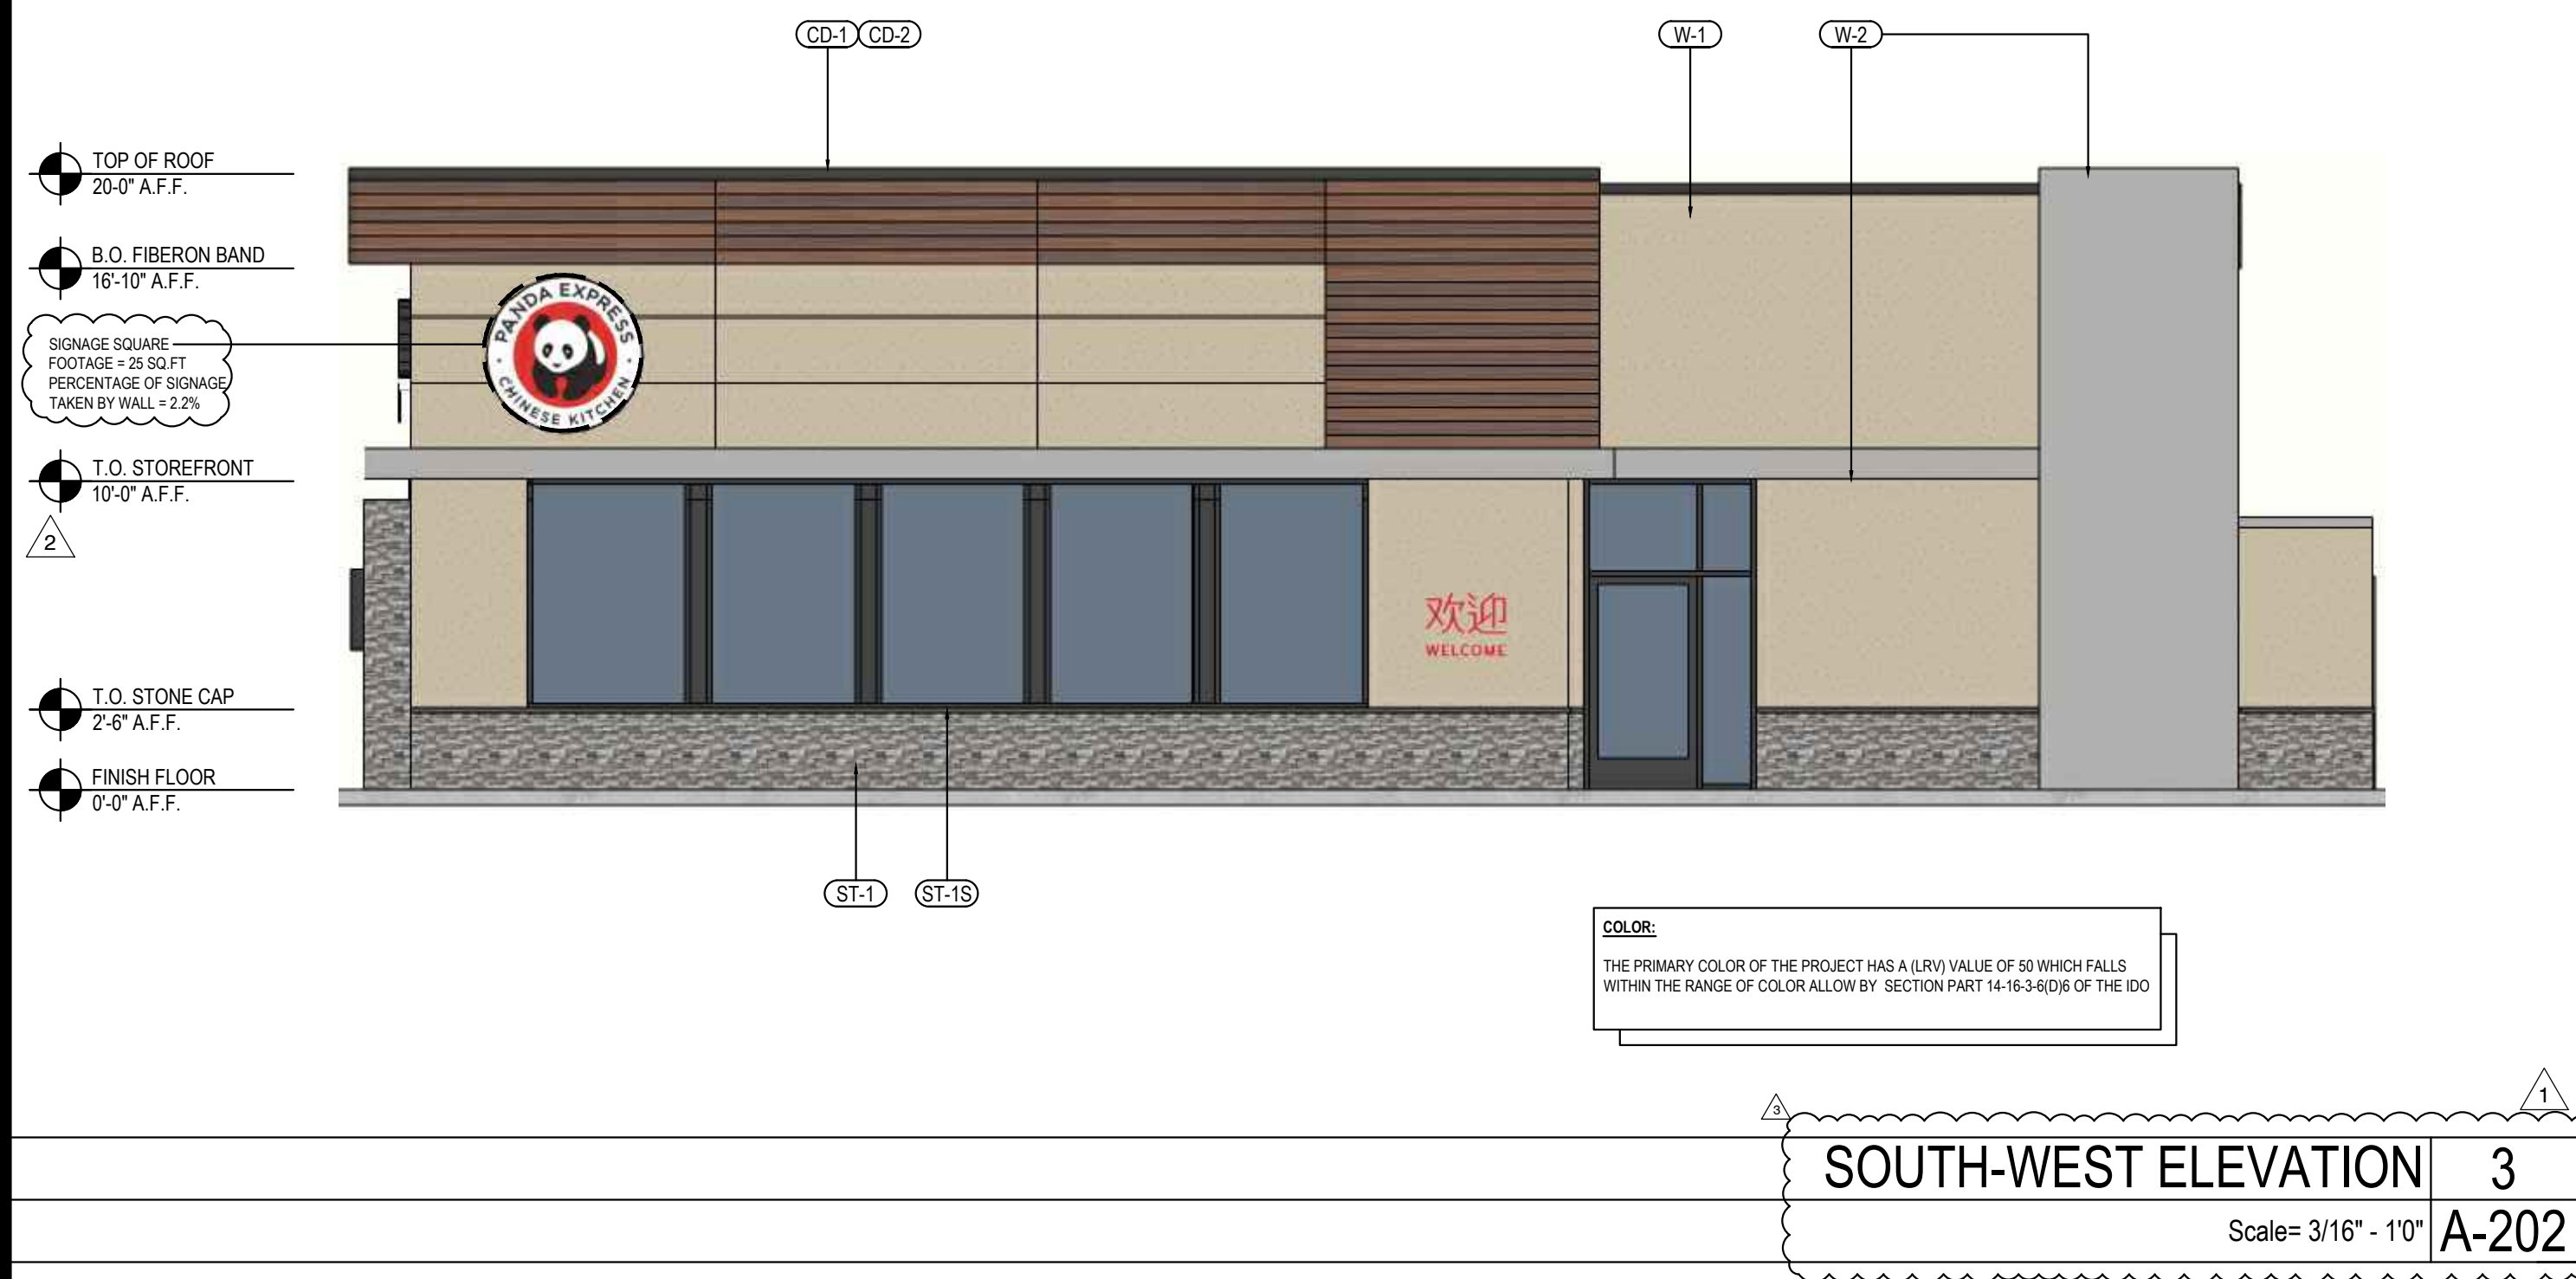 CD-1 CD-2
W-1
W-2
TOP OF ROOF
20-0" A.F.F.
B.O. FIBERON BAND
16'-10" A.F.F.
SIGNAGE SQUARE
FOOTAGE = 25 SQ.FT
PERCENTAGE OF SIGNAGE
TAKEN BY WALL = 2.2%
PANDA EXPRESS
CHINESE KITCHEN
T.O. STOREFRONT
10'-0" A.F.F.
2
欢迎
WELCOME
T.O. STONE CAP
2'-6" A.F.F.
FINISH FLOOR
0'-0" A.F.F.
ST-1
ST-1S
COLOR:
THE PRIMARY COLOR OF THE PROJECT HAS A (LRV) VALUE OF 50 WHICH FALLS
WITHIN THE RANGE OF COLOR ALLOW BY SECTION PART 14-16-3-6(D)6 OF THE IDO
3
1
SOUTH-WEST ELEVATION 3
Scale= 3/16" - 1'0" A-202